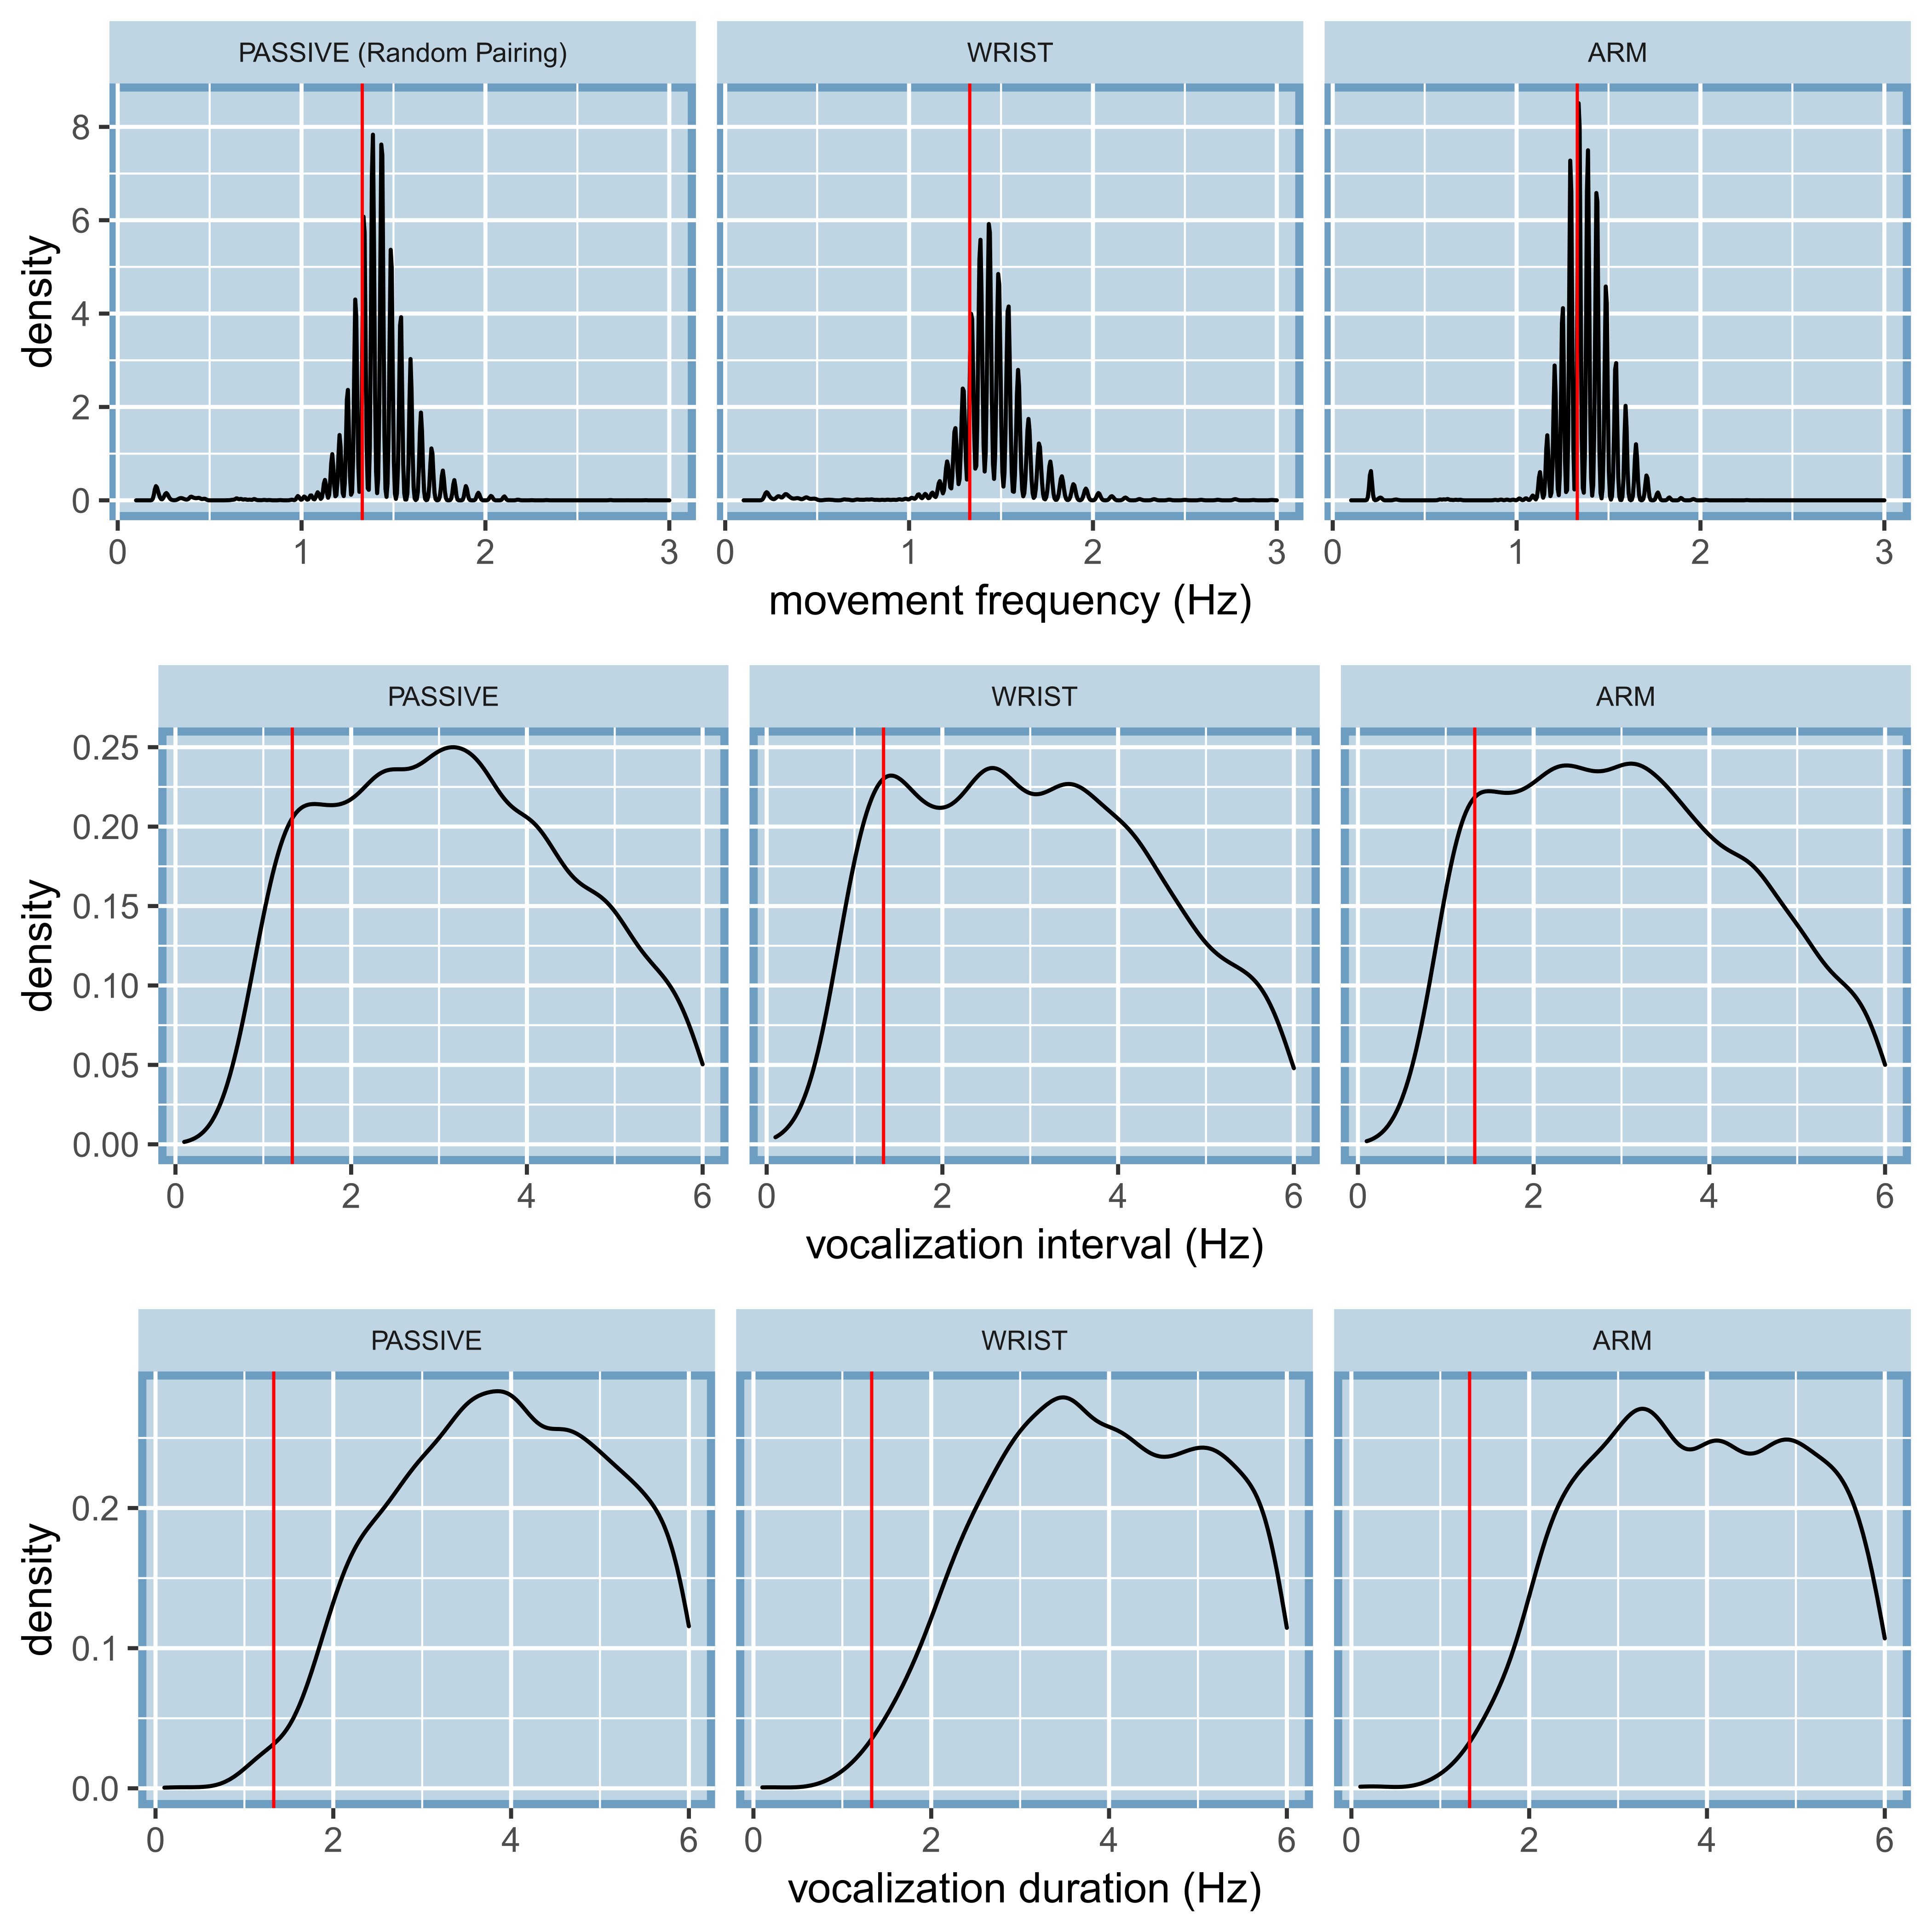 PASSIVE (Random Pairing) WRIST ARM
density
8
6
4
2
0
0 1 2 3 0 1 2 3 0 1 2 3
movement frequency (Hz)
PASSIVE WRIST ARM
density
0.25
0.20
0.15
0.10
0.05
0.00
0 2 4 6 0 2 4 6 0 2 4 6
vocalization interval (Hz)
PASSIVE WRIST ARM
density
0.2
0.1
0.0
0 2 4 6 0 2 4 6 0 2 4 6
vocalization duration (Hz)